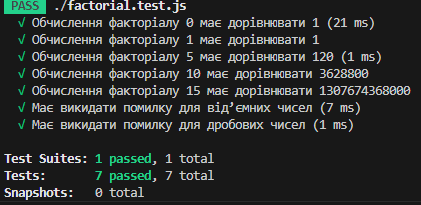 PASS ./factorial.test.js
√ Обчислення факторіалу 0 має дорівнювати 1 (21 ms)
√ Обчислення факторіалу 1 має дорівнювати 1
√ Обчислення факторіалу 5 має дорівнювати 120 (1 ms)
√ Обчислення факторіалу 10 має дорівнювати 3628800
√ Обчислення факторіалу 15 має дорівнювати 1307674368000
√ Має викидати помилку для від’ємних чисел (7 ms)
√ Має викидати помилку для дробових чисел (1 ms)
Test Suites: 1 passed, 1 total
Tests: 7 passed, 7 total
Snapshots: 0 total